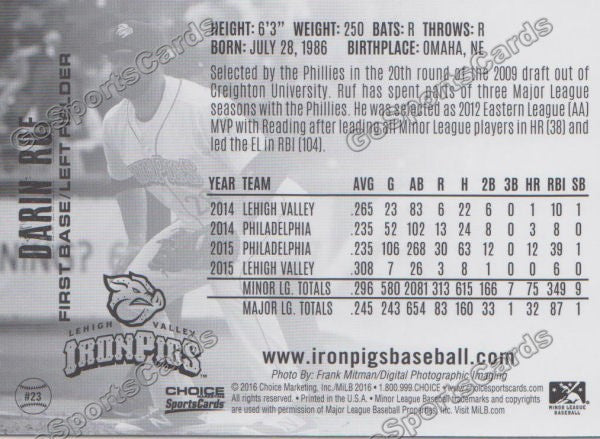 HEIGHT: 6'3" WEIGHT: 250 BATS: R THROWS: R
BORN: JULY 28, 1986 BIRTHPLACE: OMAHA, NE
Selected by the Phillies in the 20th round of the 2009 draft out of
Creighton University. Ruf has spent parts of three Major League
seasons with the Phillies. He was selected as 2012 Eastern League (AA)
MVP with Reading after leading all Minor League players in HR (38) and
led the EL in RBI (104).
DARIN RUF
FIRST BASE/LEFT FIELDER
YEAR TEAM AVG G AB R H 2B 3B HR RBI SB
2014 LEHIGH VALLEY .265 23 83 6 22 6 0 1 10 1
2014 PHILADELPHIA .235 52 102 13 24 8 0 3 8 0
2015 PHILADELPHIA .235 106 268 30 63 12 0 12 39 1
2015 LEHIGH VALLEY .308 7 26 3 8 1 0 0 6 0
MINOR LG. TOTALS .296 580 2081 313 615 166 7 75 349 9
MAJOR LG. TOTALS .245 243 654 83 160 33 1 32 87 1
LEHIGH VALLEY
IRONPIGS
www.ironpigsbaseball.com
Photo By: Frank Mitman/Digital Photographic Imaging
#23
CHOICE
SportsCards
© 2016 Choice Marketing, Inc./MiLB 2016 • 1.800.999.CHOICE • www.choicesportscards.com
All rights reserved. • Printed in the U.S.A. • Minor League Baseball trademarks and copyrights
are used with permission of Major League Baseball Properties, Inc. Visit MiLB.com.
MINOR LEAGUE
BASEBALL
GoSportsCards